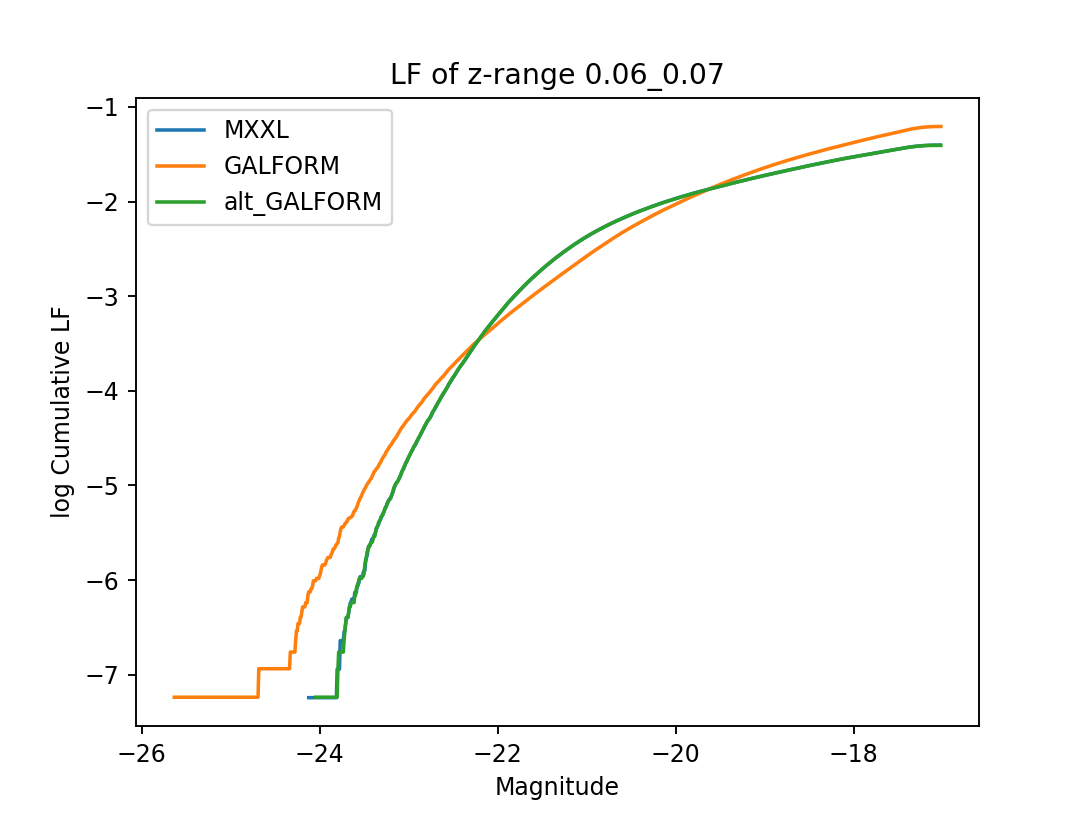 LF of z-range 0.06_0.07
−1
−2
−3
−4
−5
−6
−7
log Cumulative LF
MXXL
GALFORM
alt_GALFORM
−26
−24
−22
−20
−18
Magnitude